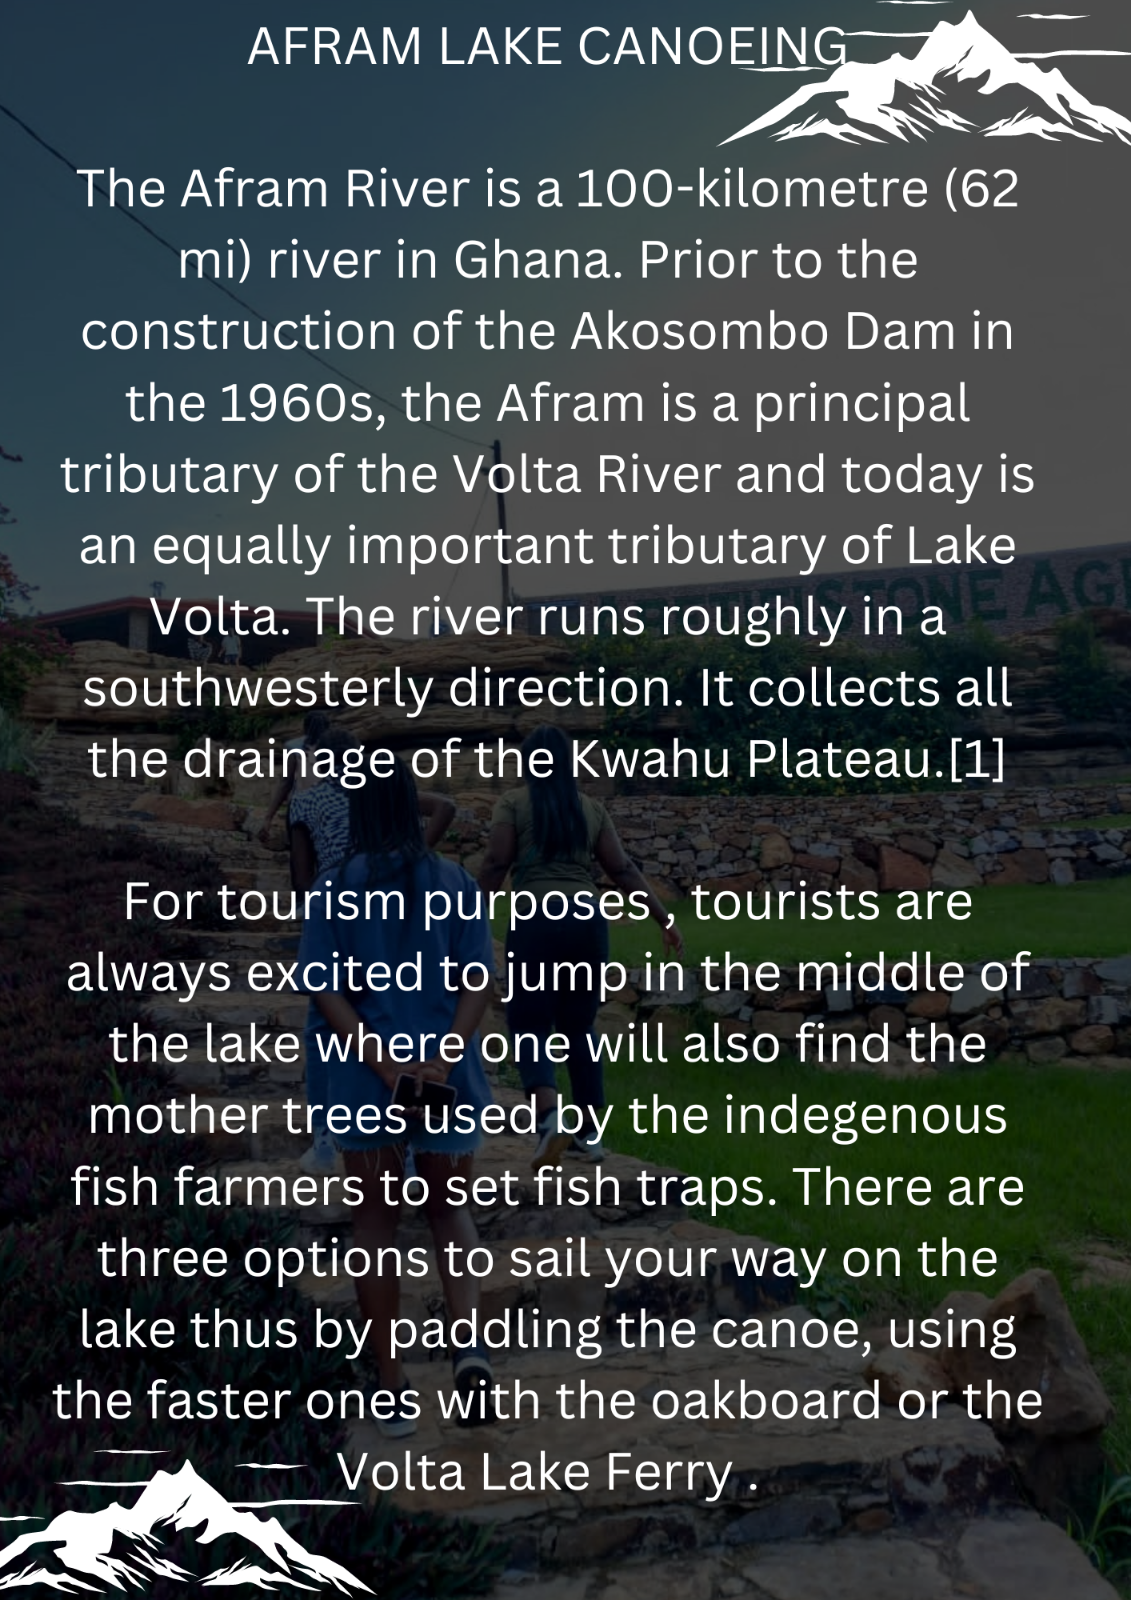 AFRAM LAKE CANOEING
The Afram River is a 100-kilometre (62
mi) river in Ghana. Prior to the
construction of the Akosombo Dam in
the 1960s, the Afram is a principal
tributary of the Volta River and today is
an equally important tributary of Lake
Volta. The river runs roughly in a
southwesterly direction. It collects all
the drainage of the Kwahu Plateau.[1]
For tourism purposes , tourists are
always excited to jump in the middle of
the lake where one will also find the
mother trees used by the indegenous
fish farmers to set fish traps. There are
three options to sail your way on the
lake thus by paddling the canoe, using
the faster ones with the oakboard or the
Volta Lake Ferry .